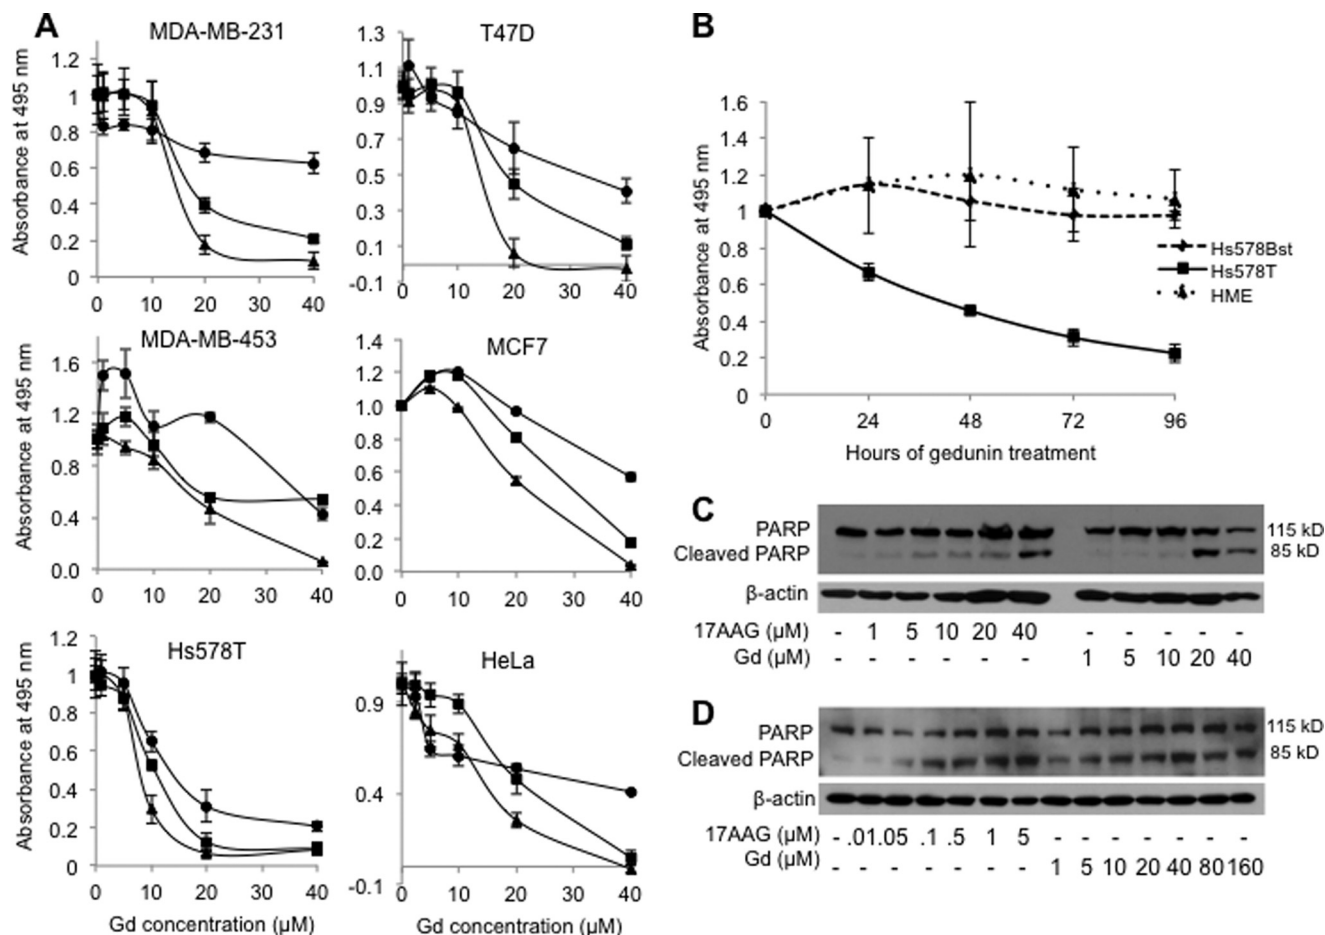 A
MDA-MB-231
Absorbance at 495 nm
1.2
1
0.8
0.6
0.4
0.2
0
0 10 20 30 40
T47D
1.3
1.1
0.9
0.7
0.5
0.3
0.1
-0.1
0 10 20 30 40
MDA-MB-453
Absorbance at 495 nm
1.6
1.2
0.8
0.4
0.0
0 10 20 30 40
MCF7
1.4
1.2
1.0
0.8
0.6
0.4
0.2
0.0
0 10 20 30 40
Hs578T
Absorbance at 495 nm
1.2
1
0.8
0.6
0.4
0.2
0
0 10 20 30 40
Gd concentration (µM)
HeLa
0.9
0.4
-0.1
0 10 20 30 40
Gd concentration (µM)
B
Absorbance at 495 nm
1.6
1.4
1.2
1
0.8
0.6
0.4
0.2
0
0 24 48 72 96
Hours of gedunin treatment
Hs578Bst
Hs578T
HME
C
PARP 115 kD
Cleaved PARP 85 kD
β-actin
17AAG (µM) - 1 5 10 20 40 - - - - -
Gd (µM) - - - - - - 1 5 10 20 40
D
PARP 115 kD
Cleaved PARP 85 kD
β-actin
17AAG (µM) - .01 .05 .1 .5 1 5 - - - - - - -
Gd (µM) - - - - - - - 1 5 10 20 40 80 160